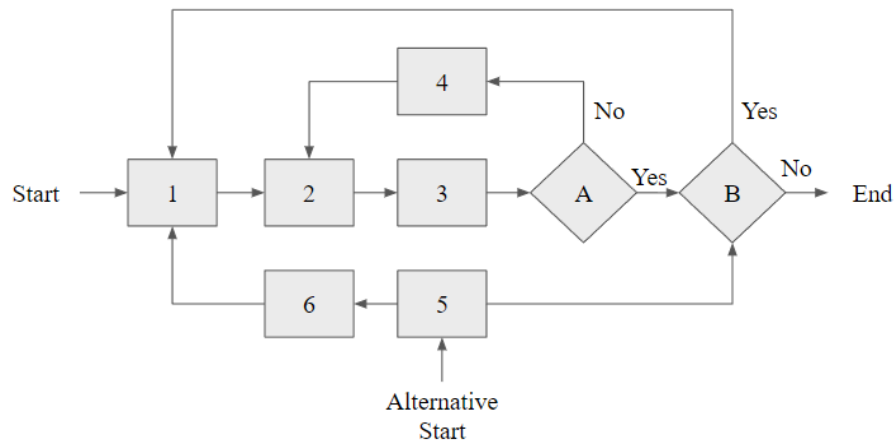 4
No
Yes
Start
1
2
3
A
Yes
B
No
End
6
5
Alternative
Start